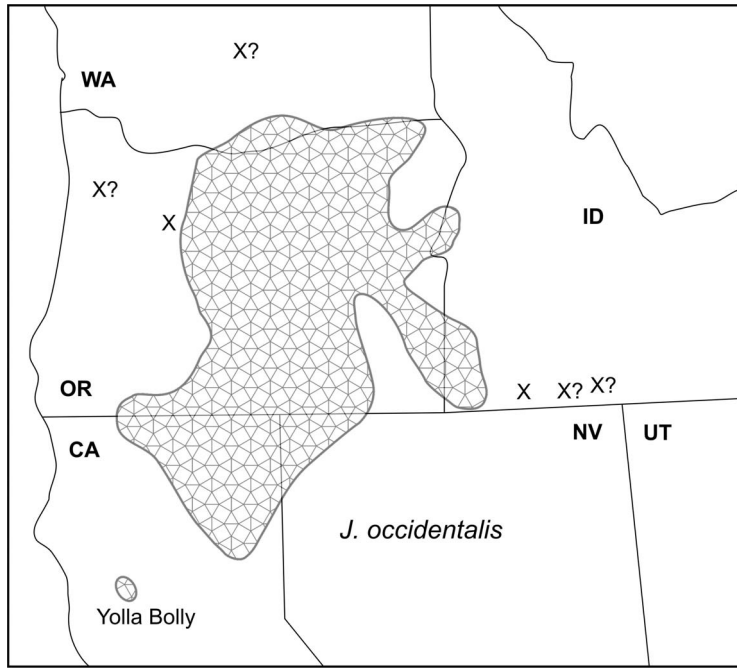 X?
WA
X?
X
ID
OR
X X? X?
CA
NV UT
J. occidentalis
Yolla Bolly